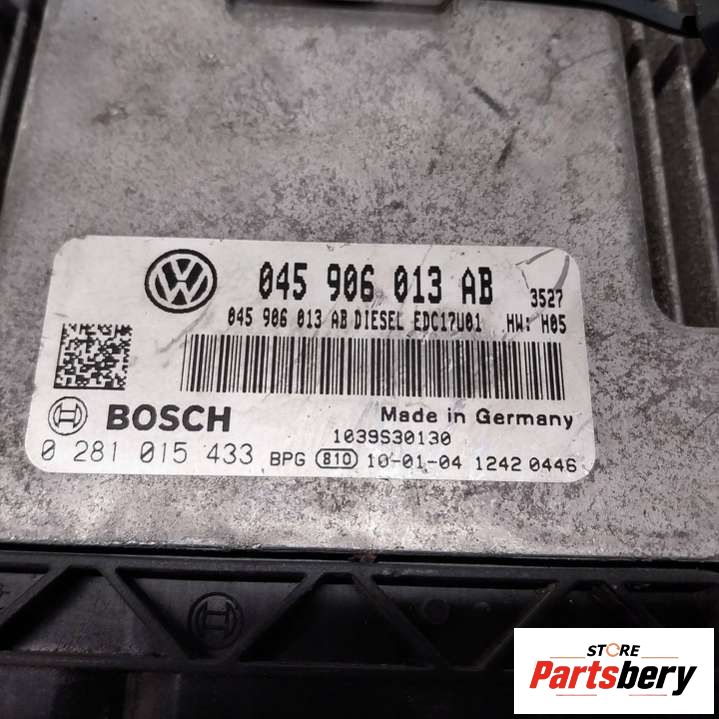 045 906 013 AB 3527
045 906 013 AB DIESEL EDC17U01 HW: H05
BOSCH Made in Germany
1039S30130
0 281 015 433 BPG 810 10-01-04 1242 0446
STORE
Partsbery